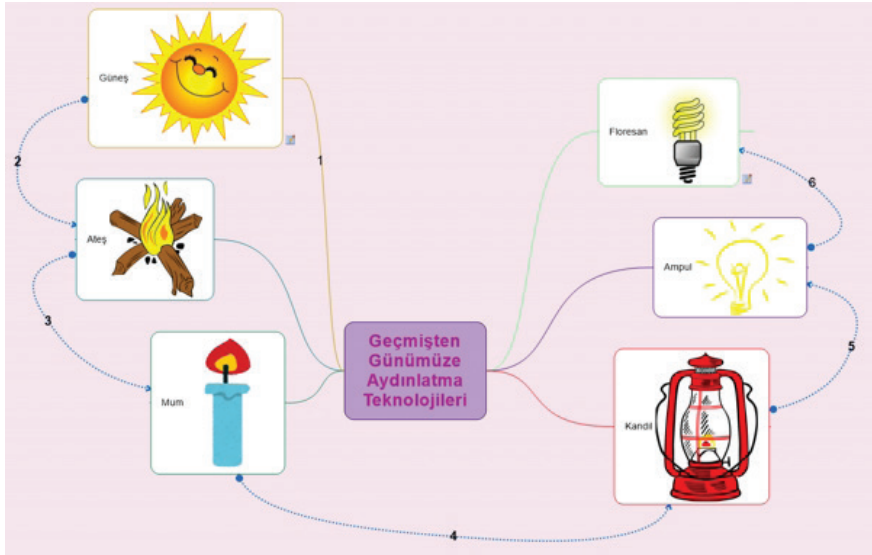 Güneş
1
2
Ateş
3
Mum
4
Geçmişten
Günümüze
Aydınlatma
Teknolojileri
Kandil
5
Ampul
6
Floresan